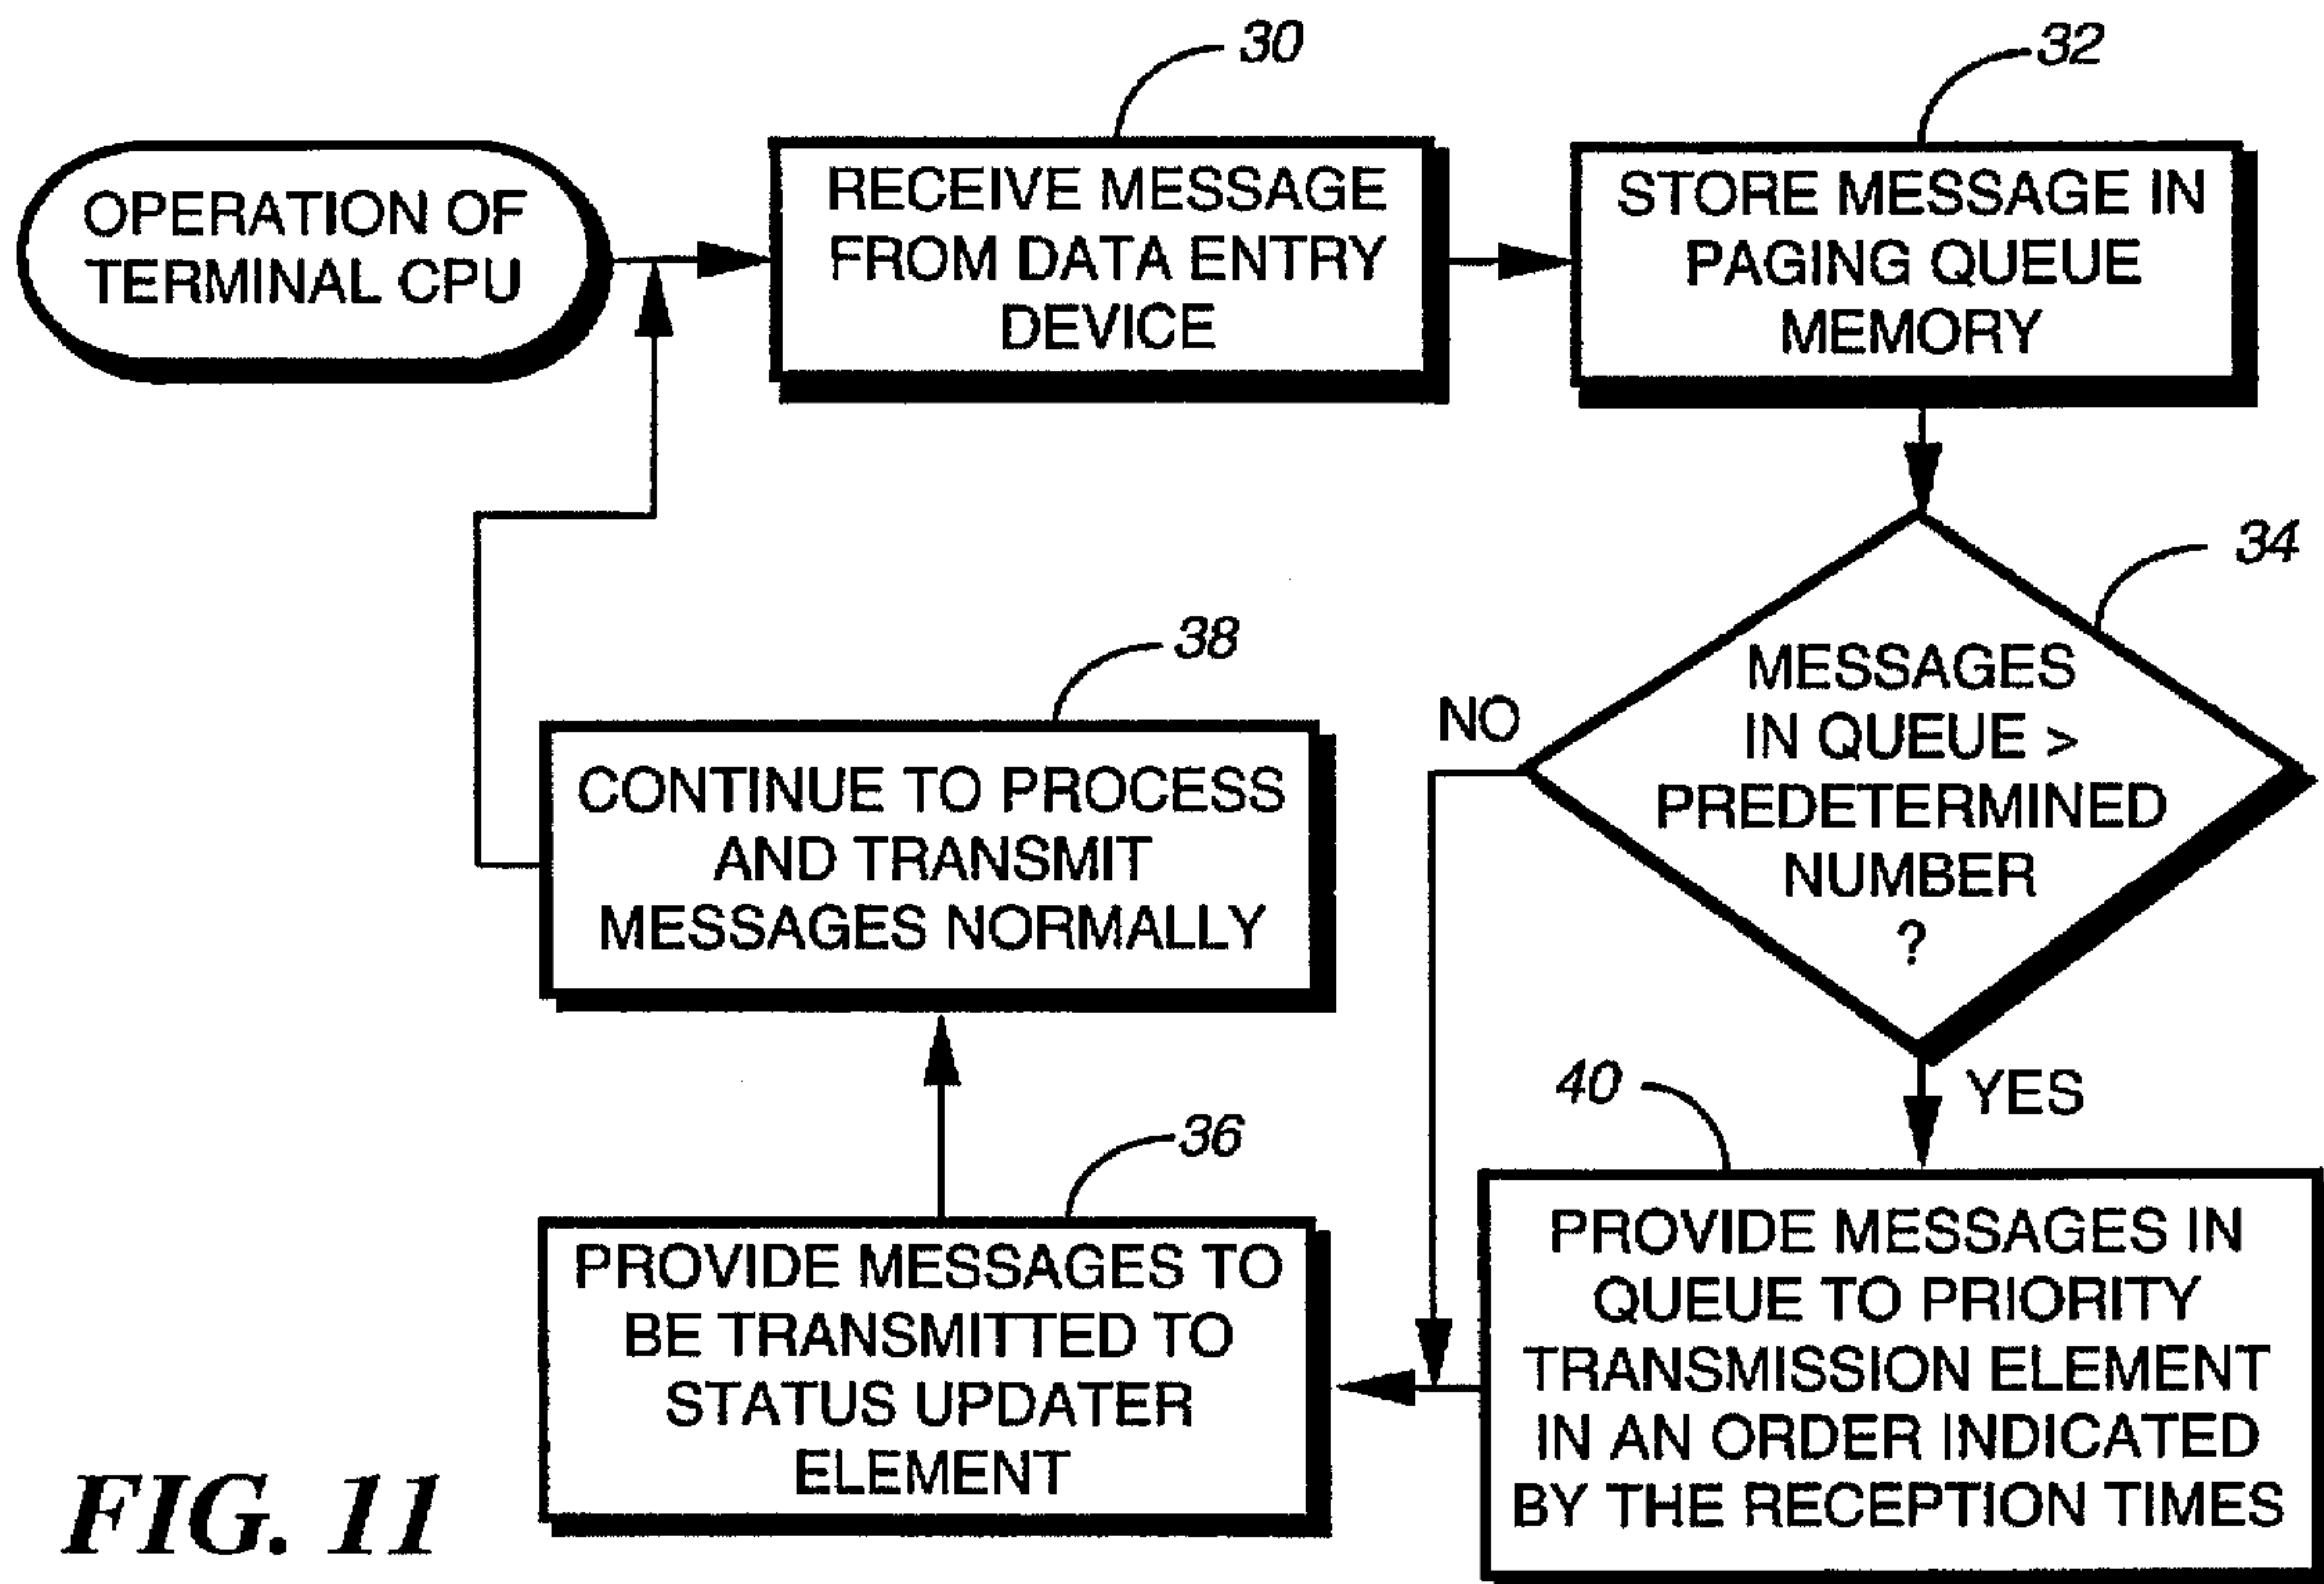 30
32
OPERATION OF
TERMINAL CPU
RECEIVE MESSAGE
FROM DATA ENTRY
DEVICE
STORE MESSAGE IN
PAGING QUEUE
MEMORY
34
MESSAGES
IN QUEUE >
PREDETERMINED
NUMBER
?
NO
YES
38
CONTINUE TO PROCESS
AND TRANSMIT
MESSAGES NORMALLY
40
36
PROVIDE MESSAGES IN
QUEUE TO PRIORITY
TRANSMISSION ELEMENT
IN AN ORDER INDICATED
BY THE RECEPTION TIMES
PROVIDE MESSAGES TO
BE TRANSMITTED TO
STATUS UPDATER
ELEMENT
FIG. 11